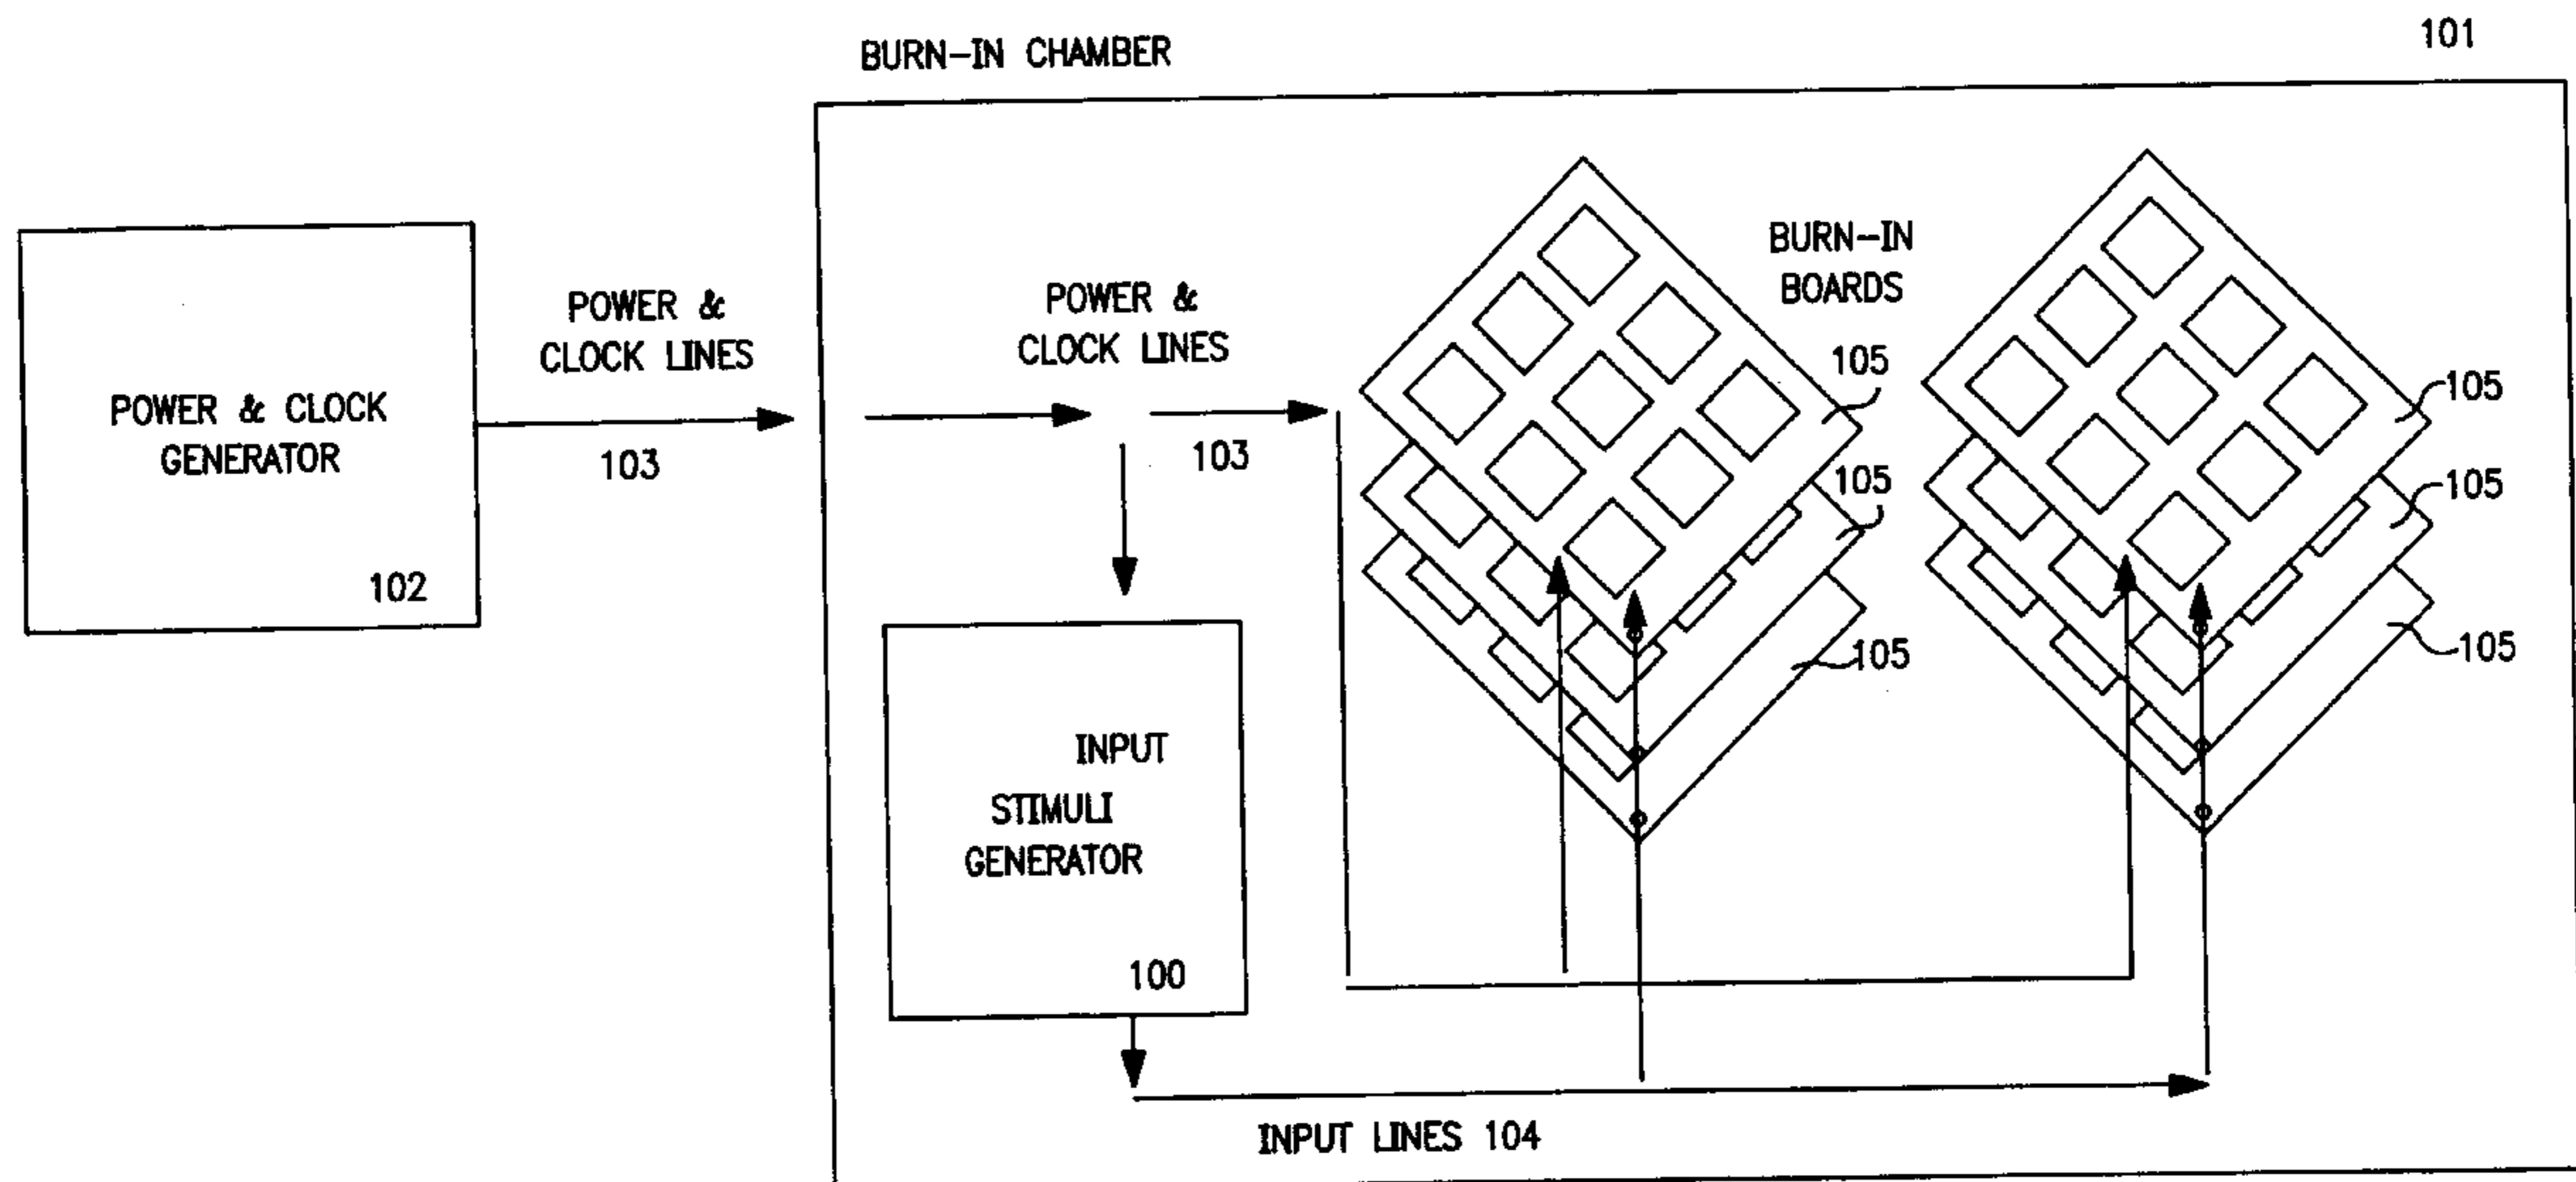 BURN-IN CHAMBER
101
POWER & CLOCK
GENERATOR
102
POWER &
CLOCK LINES
103
POWER &
CLOCK LINES
103
INPUT
STIMULI
GENERATOR
100
BURN-IN
BOARDS
105
105
105
105
105
105
INPUT LINES 104